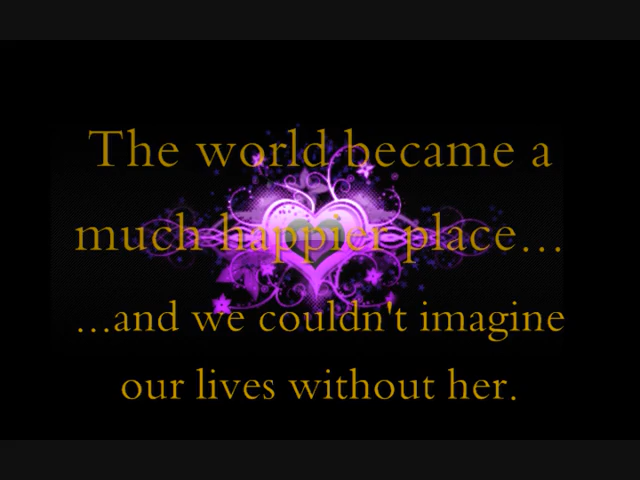 The world became a
much happier place...
...and we couldn't imagine
our lives without her.